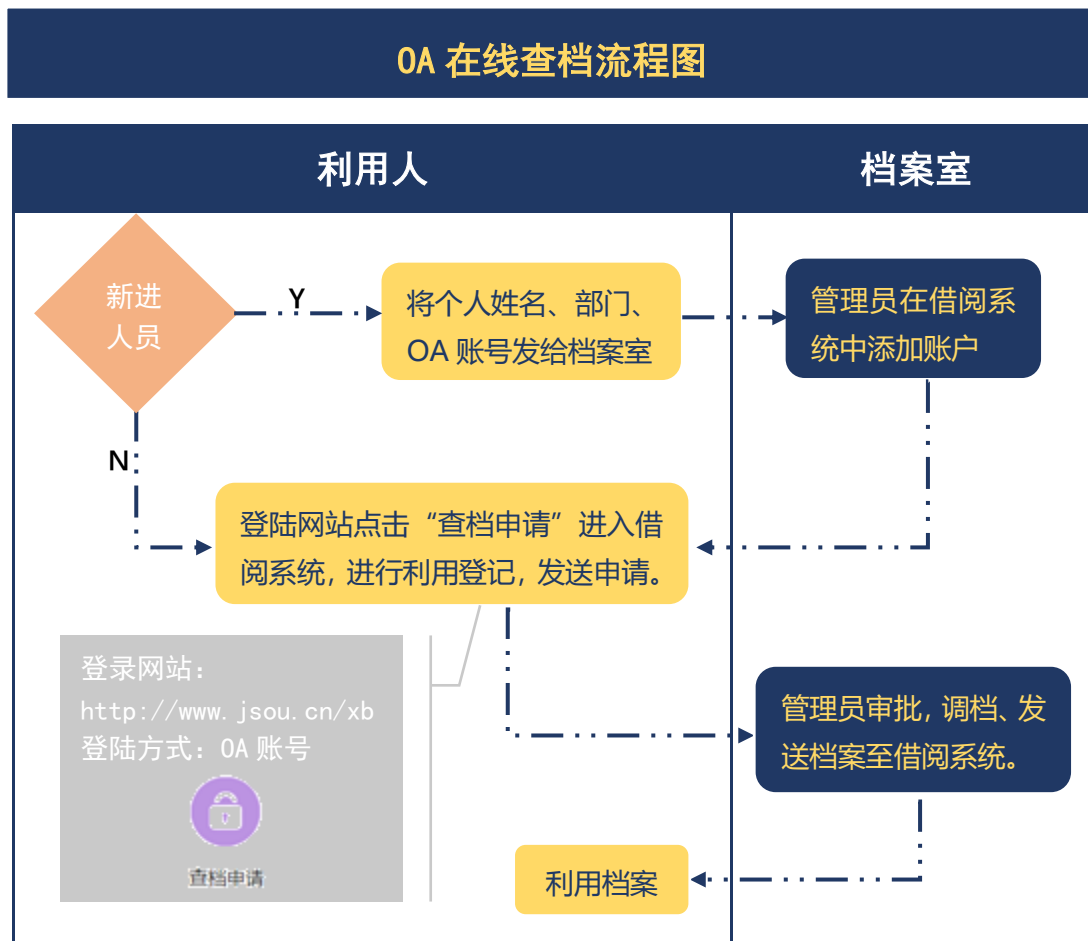 OA 在线查档流程图
利用人
档案室
新进
人员
Y
将个人姓名、部门、
OA 账号发给档案室
管理员在借阅系
统中添加账户
N
登陆网站点击“查档申请”进入借
阅系统, 进行利用登记, 发送申请。
登录网站：
http://www.jsou.cn/xb
登陆方式：OA 账号
查档申请
管理员审批, 调档、发
送档案至借阅系统。
利用档案